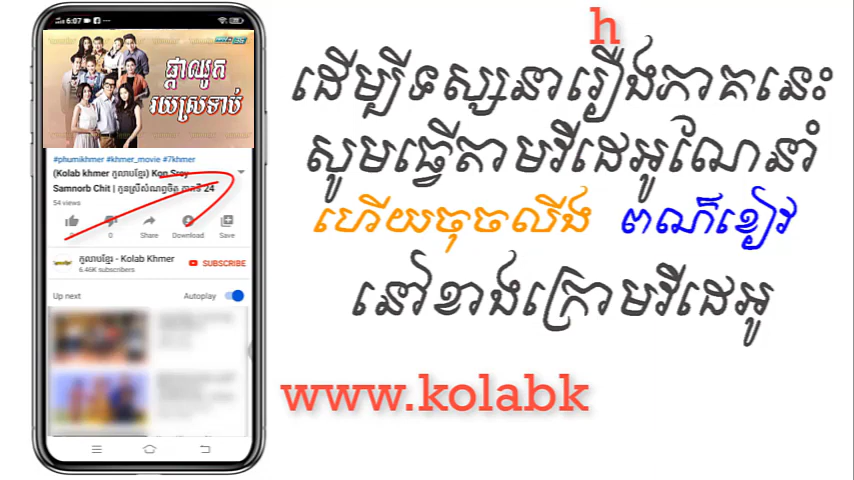 h
ដើម្បីទស្សនារឿងភាគនេះ
សូមធ្វើតាមវីដេអូណែនាំ
ហើយចុចលើង ពណ៌ខៀវ
នៅខាងក្រោមវីដេអូ
www.kolabk
6:07
ផ្កាឈូក
រយស្រទាប់
#phumikhmer #khmer_movie #7khmer
(Kolab khmer កូលាបខ្មែរ) Kon Srey
Samnorb Chit | កូនស្រីសំណព្វចិត្ត ភាគទី 24
54 views
0 Share Download Save
កូលាបខ្មែរ - Kolab Khmer
6.46K subscribers
SUBSCRIBE
Up next Autoplay